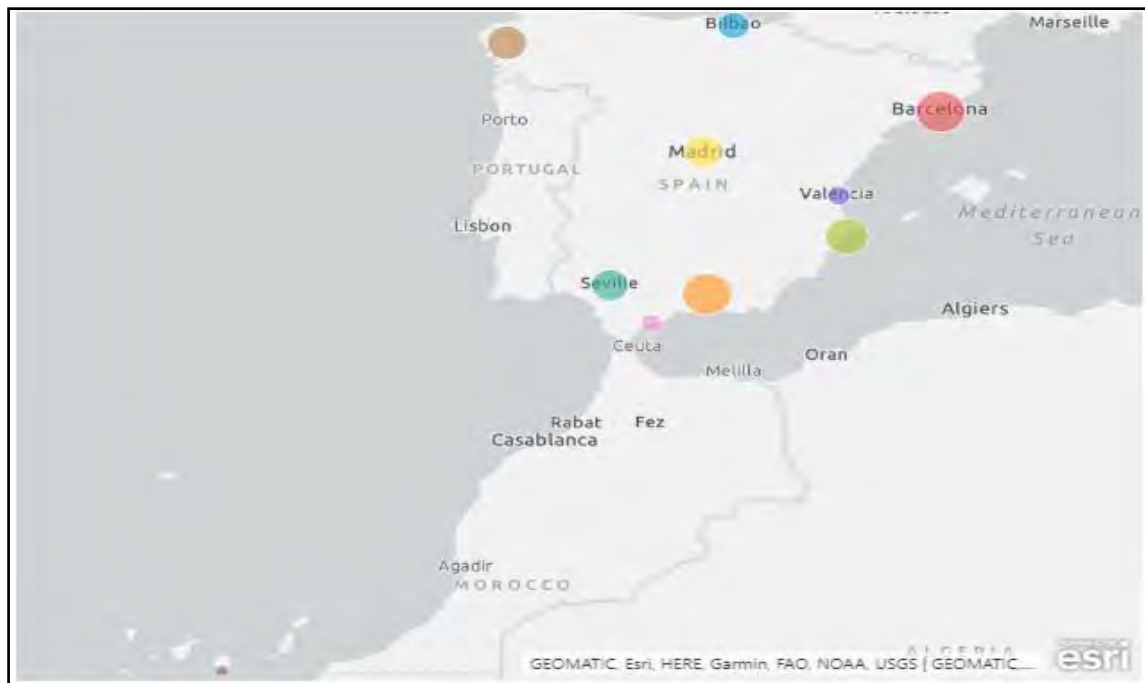 Bilbao
Marseille
Barcelona
Porto
Madrid
PORTUGAL
SPAIN
Valencia
Mediterranean
Sea
Lisbon
Seville
Algiers
Ceuta
Oran
Melilla
Rabat
Fez
Casablanca
Agadir
MOROCCO
ALGERIA
GEOMATIC, Esri, HERE, Garmin, FAO, NOAA, USGS | GEOMATIC,...
esri